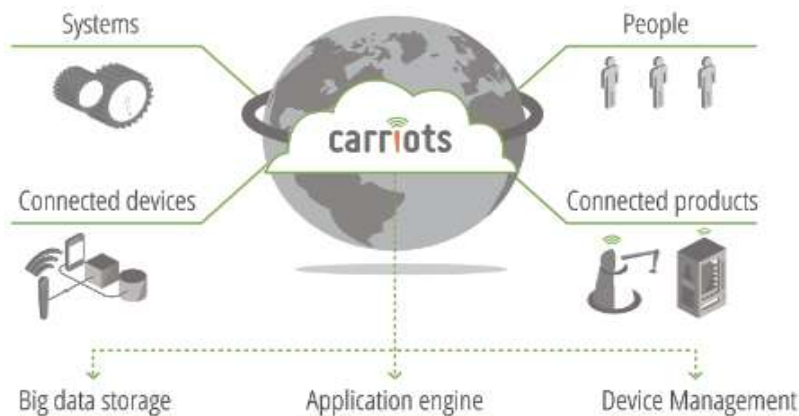 Systems
People
carriots
Connected devices
Connected products
Big data storage
Application engine
Device Management